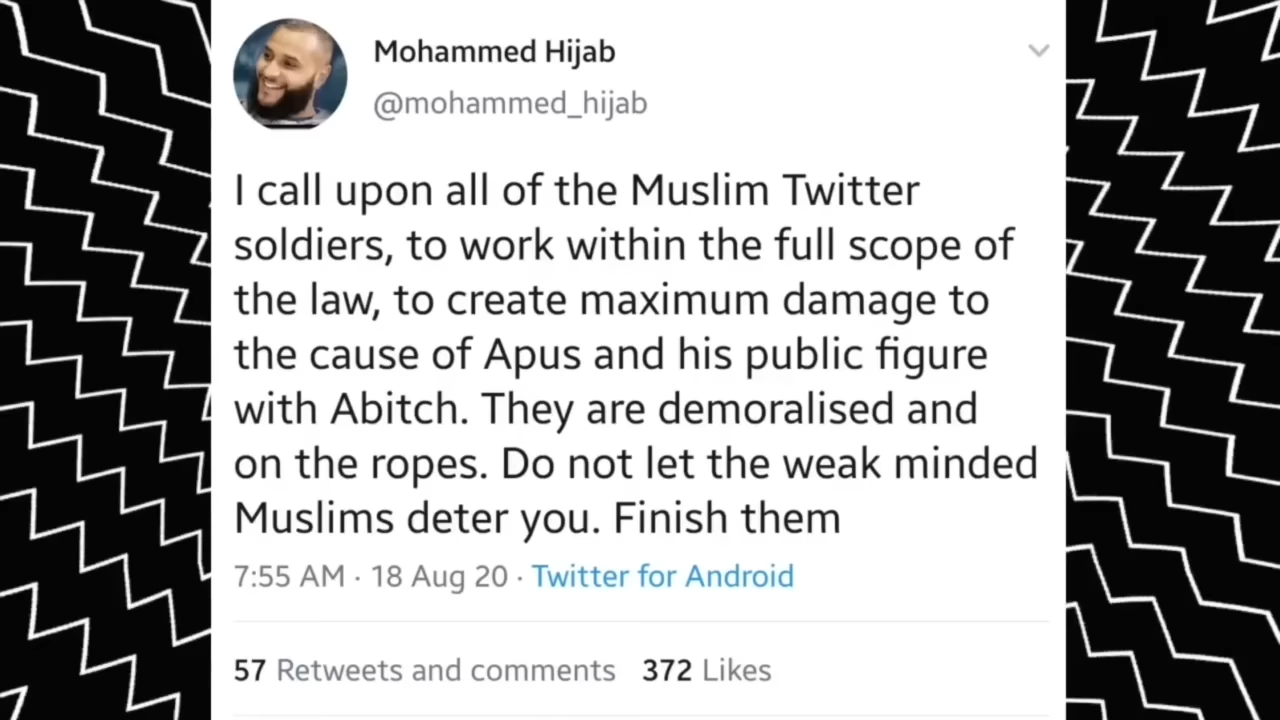 Mohammed Hijab
@mohammed_hijab
I call upon all of the Muslim Twitter
soldiers, to work within the full scope of
the law, to create maximum damage to
the cause of Apus and his public figure
with Abitch. They are demoralised and
on the ropes. Do not let the weak minded
Muslims deter you. Finish them
7:55 AM · 18 Aug 20 · Twitter for Android
57 Retweets and comments 372 Likes